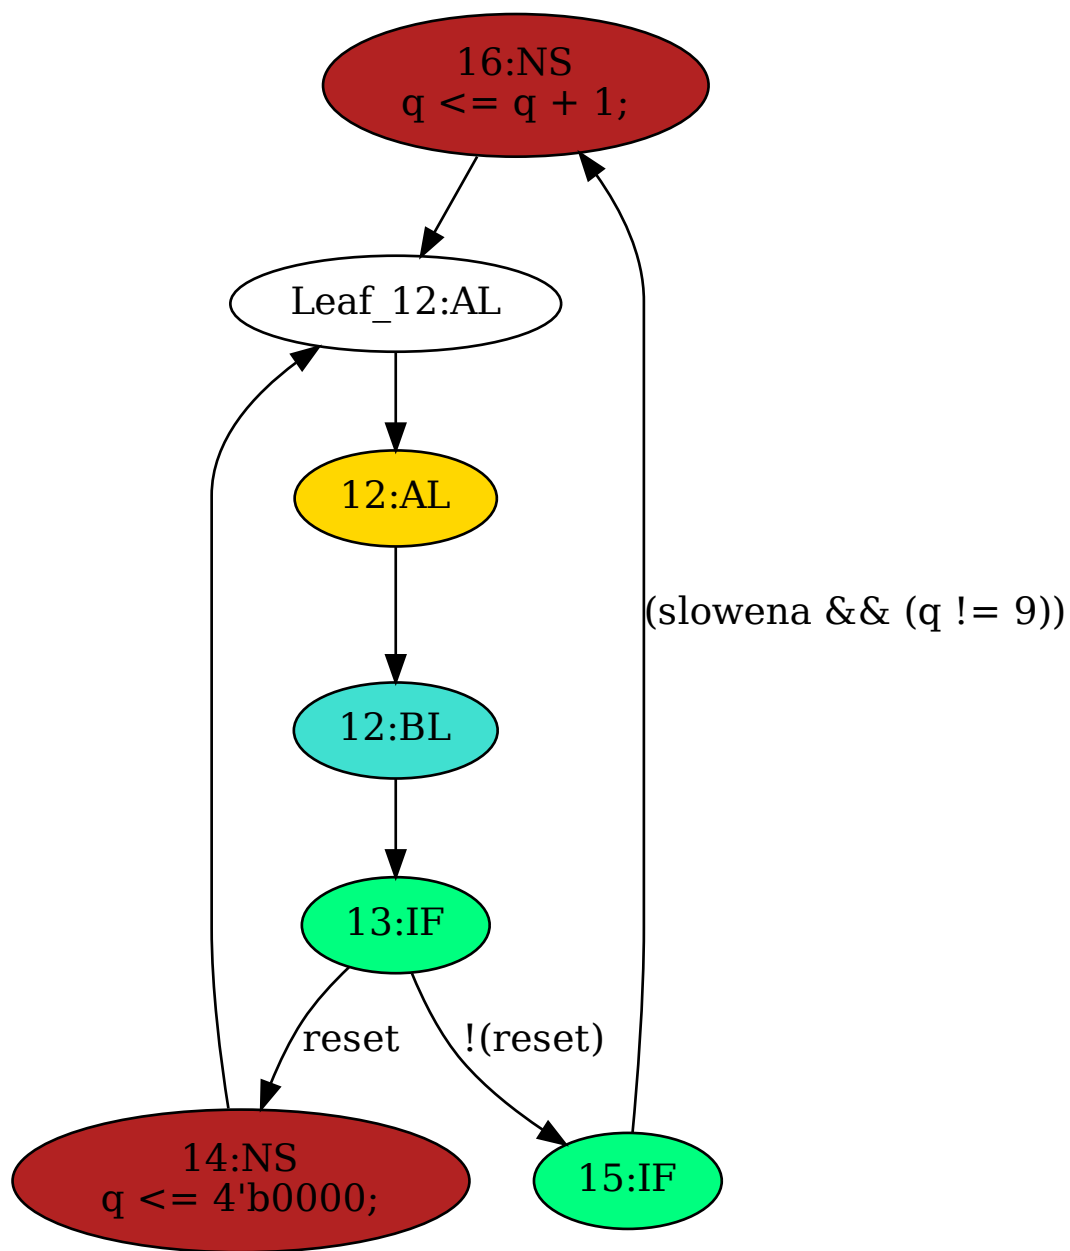 16:NS
q <= q + 1;
Leaf_12:AL
12:AL
(slowena && (q != 9))
12:BL
13:IF
reset
!(reset)
14:NS
q <= 4'b0000;
15:IF